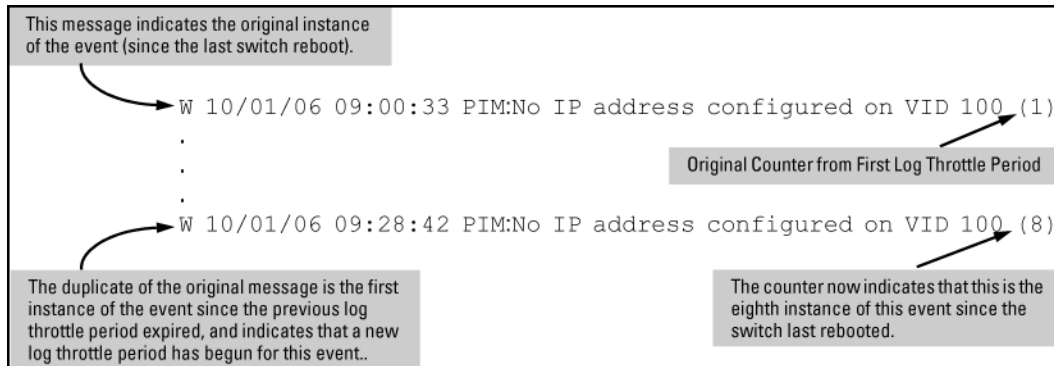 This message indicates the original instance
of the event (since the last switch reboot).
W 10/01/06 09:00:33 PIM:No IP address configured on VID 100 (1)
.
.
.
Original Counter from First Log Throttle Period
W 10/01/06 09:28:42 PIM:No IP address configured on VID 100 (8)
The duplicate of the original message is the first
instance of the event since the previous log
throttle period expired, and indicates that a new
log throttle period has begun for this event..
The counter now indicates that this is the
eighth instance of this event since the
switch last rebooted.